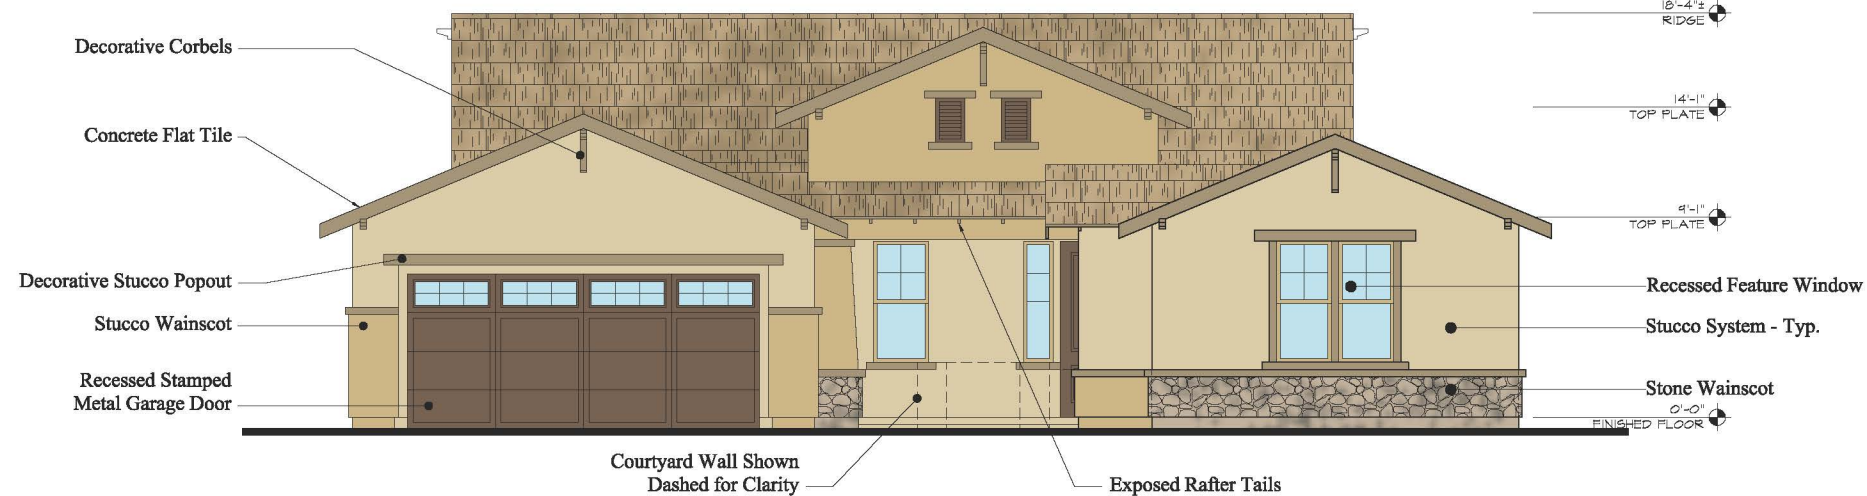 18'-4"±
RIDGE
Decorative Corbels
14'-1"
TOP PLATE
Concrete Flat Tile
9'-1"
TOP PLATE
Decorative Stucco Popout
Recessed Feature Window
Stucco Wainscot
Stucco System - Typ.
Recessed Stamped
Metal Garage Door
Stone Wainscot
0'-0"
FINISHED FLOOR
Courtyard Wall Shown
Dashed for Clarity
Exposed Rafter Tails